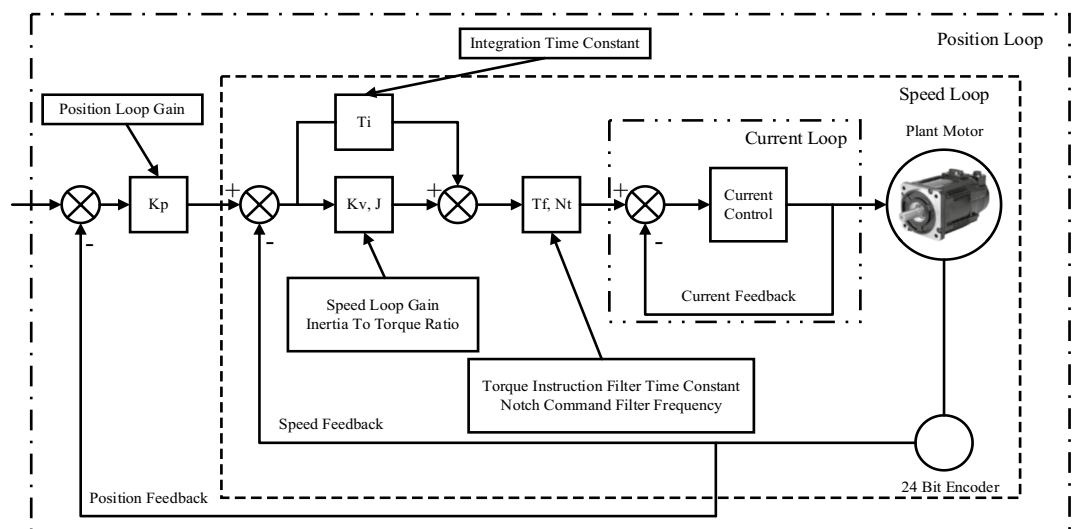 Integration Time Constant
Position Loop
Speed Loop
Position Loop Gain
Ti
Current Loop
Plant Motor
+
+
+
Kp
Kv, J
Tf, Nt
Current
Control
-
-
-
Speed Loop Gain
Inertia To Torque Ratio
Current Feedback
Torque Instruction Filter Time Constant
Notch Command Filter Frequency
Speed Feedback
24 Bit Encoder
Position Feedback